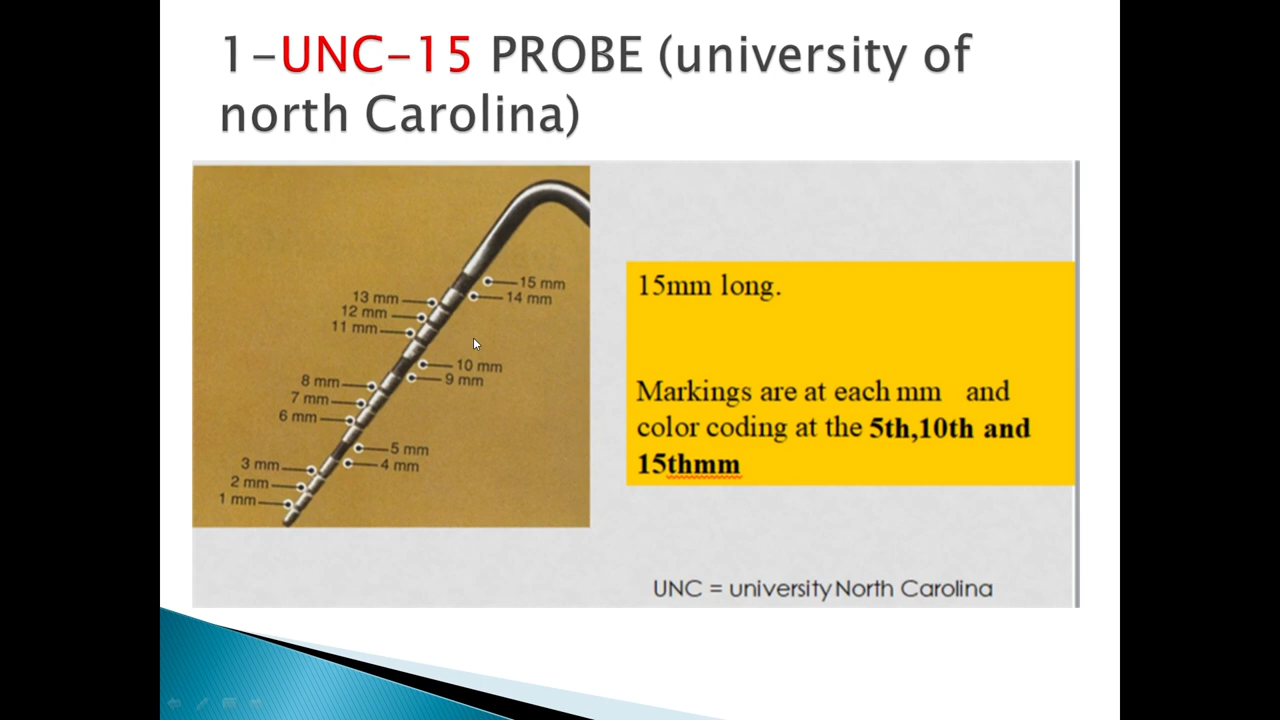 1-UNC-15 PROBE (university of
north Carolina)
15 mm
13 mm
14 mm
12 mm
11 mm
10 mm
9 mm
8 mm
7 mm
6 mm
5 mm
4 mm
3 mm
2 mm
1 mm
15mm long.
Markings are at each mm and
color coding at the 5th,10th and
15thmm
UNC = university North Carolina